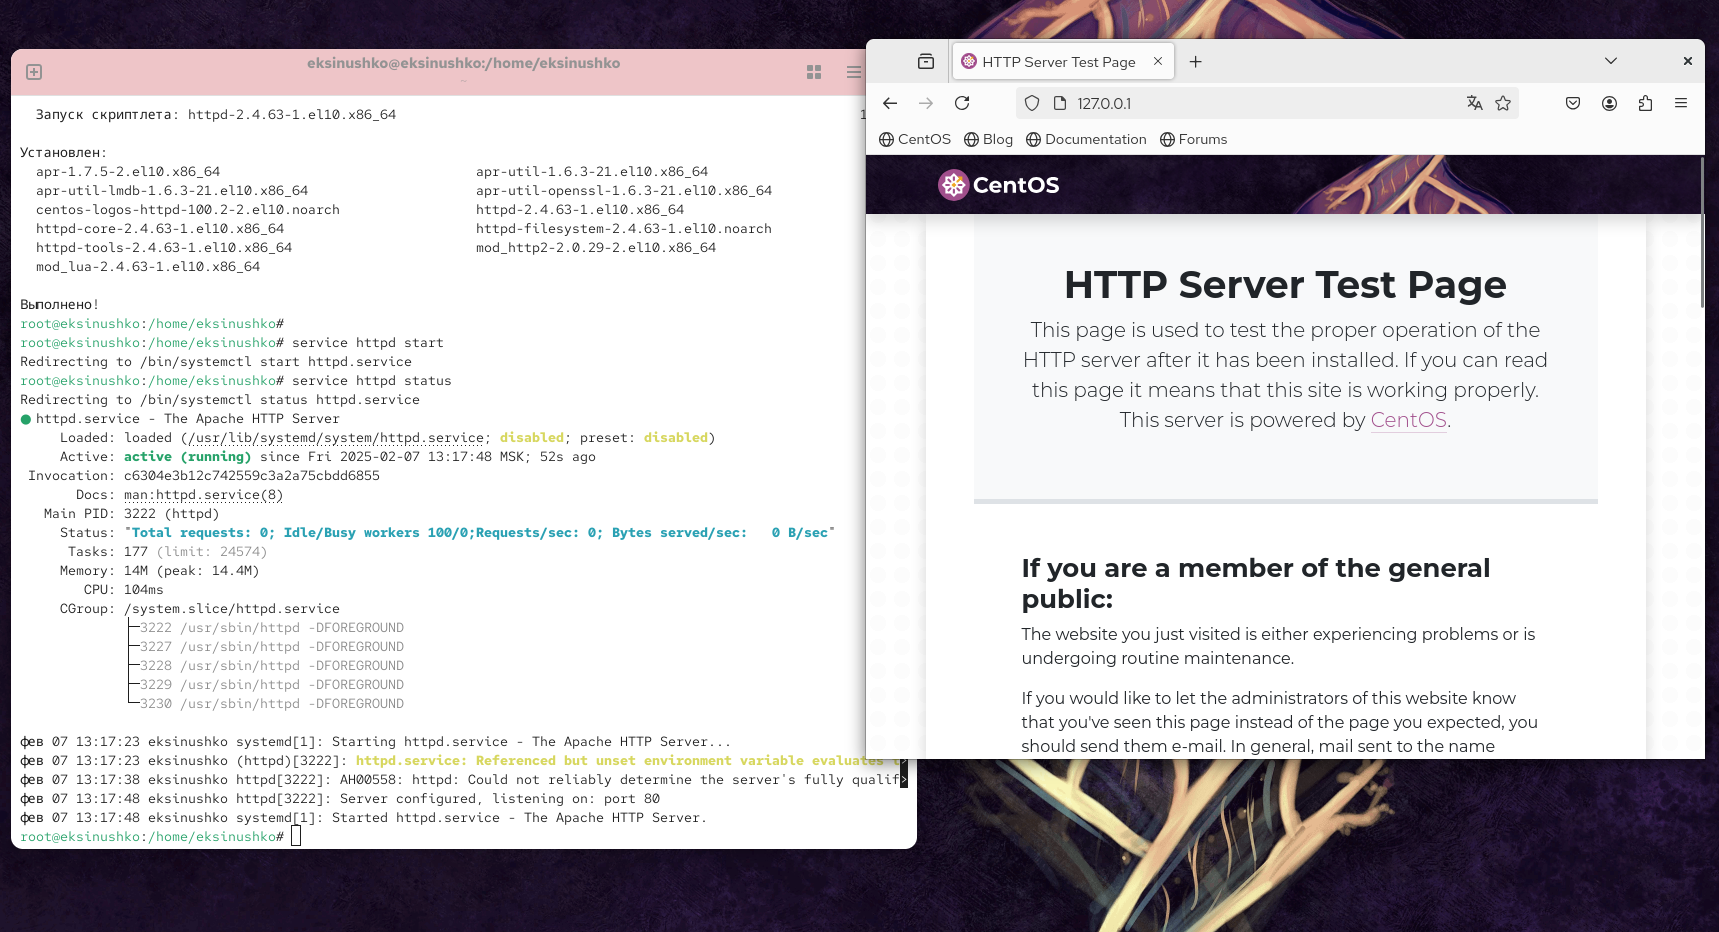 eksinushko@eksinushko:/home/eksinushko
~
Запуск скриптлета: httpd-2.4.63-1.el10.x86_64 1
Установлен:
apr-1.7.5-2.el10.x86_64 apr-util-1.6.3-21.el10.x86_64
apr-util-lmdb-1.6.3-21.el10.x86_64 apr-util-openssl-1.6.3-21.el10.x86_64
centos-logos-httpd-100.2-2.el10.noarch httpd-2.4.63-1.el10.x86_64
httpd-core-2.4.63-1.el10.x86_64 httpd-filesystem-2.4.63-1.el10.noarch
httpd-tools-2.4.63-1.el10.x86_64 mod_http2-2.0.29-2.el10.x86_64
mod_lua-2.4.63-1.el10.x86_64
Выполнено!
root@eksinushko:/home/eksinushko#
root@eksinushko:/home/eksinushko# service httpd start
Redirecting to /bin/systemctl start httpd.service
root@eksinushko:/home/eksinushko# service httpd status
Redirecting to /bin/systemctl status httpd.service
● httpd.service - The Apache HTTP Server
Loaded: loaded (/usr/lib/systemd/system/httpd.service; disabled; preset: disabled)
Active: active (running) since Fri 2025-02-07 13:17:48 MSK; 52s ago
Invocation: c6304e3b12c742559c3a2a75cbdd6855
Docs: man:httpd.service(8)
Main PID: 3222 (httpd)
Status: "Total requests: 0; Idle/Busy workers 100/0;Requests/sec: 0; Bytes served/sec:   0 B/sec"
Tasks: 177 (limit: 24574)
Memory: 14M (peak: 14.4M)
CPU: 104ms
CGroup: /system.slice/httpd.service
├─3222 /usr/sbin/httpd -DFOREGROUND
├─3227 /usr/sbin/httpd -DFOREGROUND
├─3228 /usr/sbin/httpd -DFOREGROUND
├─3229 /usr/sbin/httpd -DFOREGROUND
└─3230 /usr/sbin/httpd -DFOREGROUND
фев 07 13:17:23 eksinushko systemd[1]: Starting httpd.service - The Apache HTTP Server...
фев 07 13:17:23 eksinushko (httpd)[3222]: httpd.service: Referenced but unset environment variable evaluates
фев 07 13:17:38 eksinushko httpd[3222]: AH00558: httpd: Could not reliably determine the server's fully qualif>
фев 07 13:17:48 eksinushko httpd[3222]: Server configured, listening on: port 80
фев 07 13:17:48 eksinushko systemd[1]: Started httpd.service - The Apache HTTP Server.
root@eksinushko:/home/eksinushko#
HTTP Server Test Page
127.0.0.1
CentOS Blog Documentation Forums
CentOS
HTTP Server Test Page
This page is used to test the proper operation of the
HTTP server after it has been installed. If you can read
this page it means that this site is working properly.
This server is powered by CentOS.
If you are a member of the general
public:
The website you just visited is either experiencing problems or is
undergoing routine maintenance.
If you would like to let the administrators of this website know
that you've seen this page instead of the page you expected, you
should send them e-mail. In general, mail sent to the name